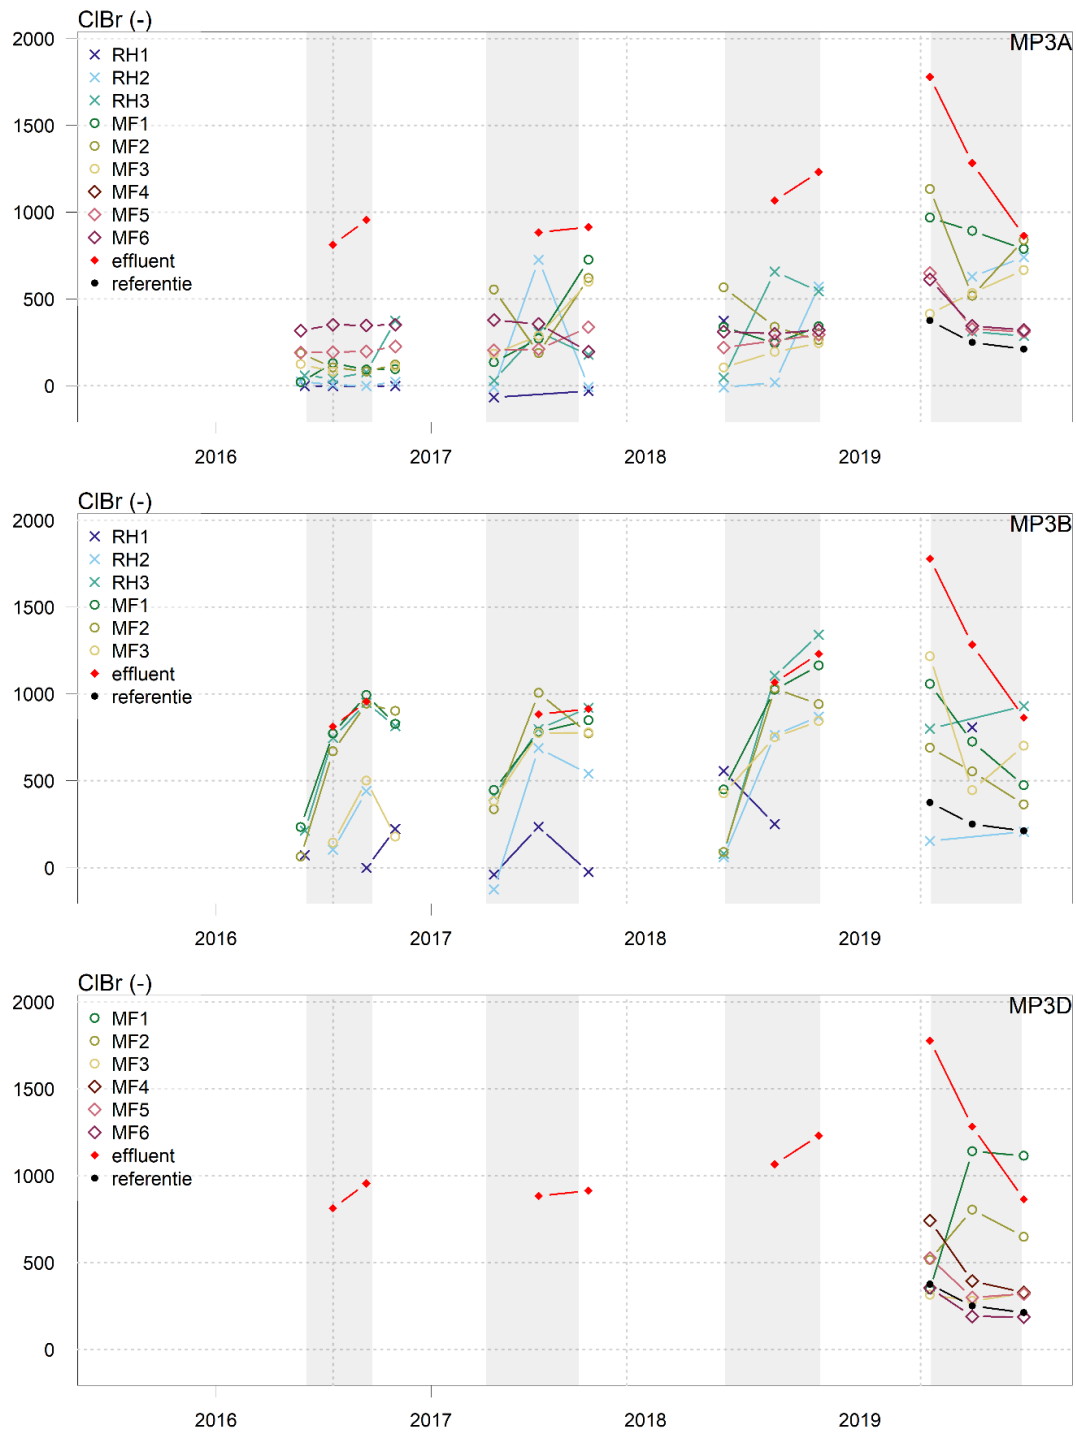 ClBr (-)
MP3A
2000
1500
1000
500
0
RH1
RH2
RH3
MF1
MF2
MF3
MF4
MF5
MF6
effluent
referentie
2016
2017
2018
2019
ClBr (-)
MP3B
2000
1500
1000
500
0
RH1
RH2
RH3
MF1
MF2
MF3
effluent
referentie
2016
2017
2018
2019
ClBr (-)
MP3D
2000
1500
1000
500
0
MF1
MF2
MF3
MF4
MF5
MF6
effluent
referentie
2016
2017
2018
2019